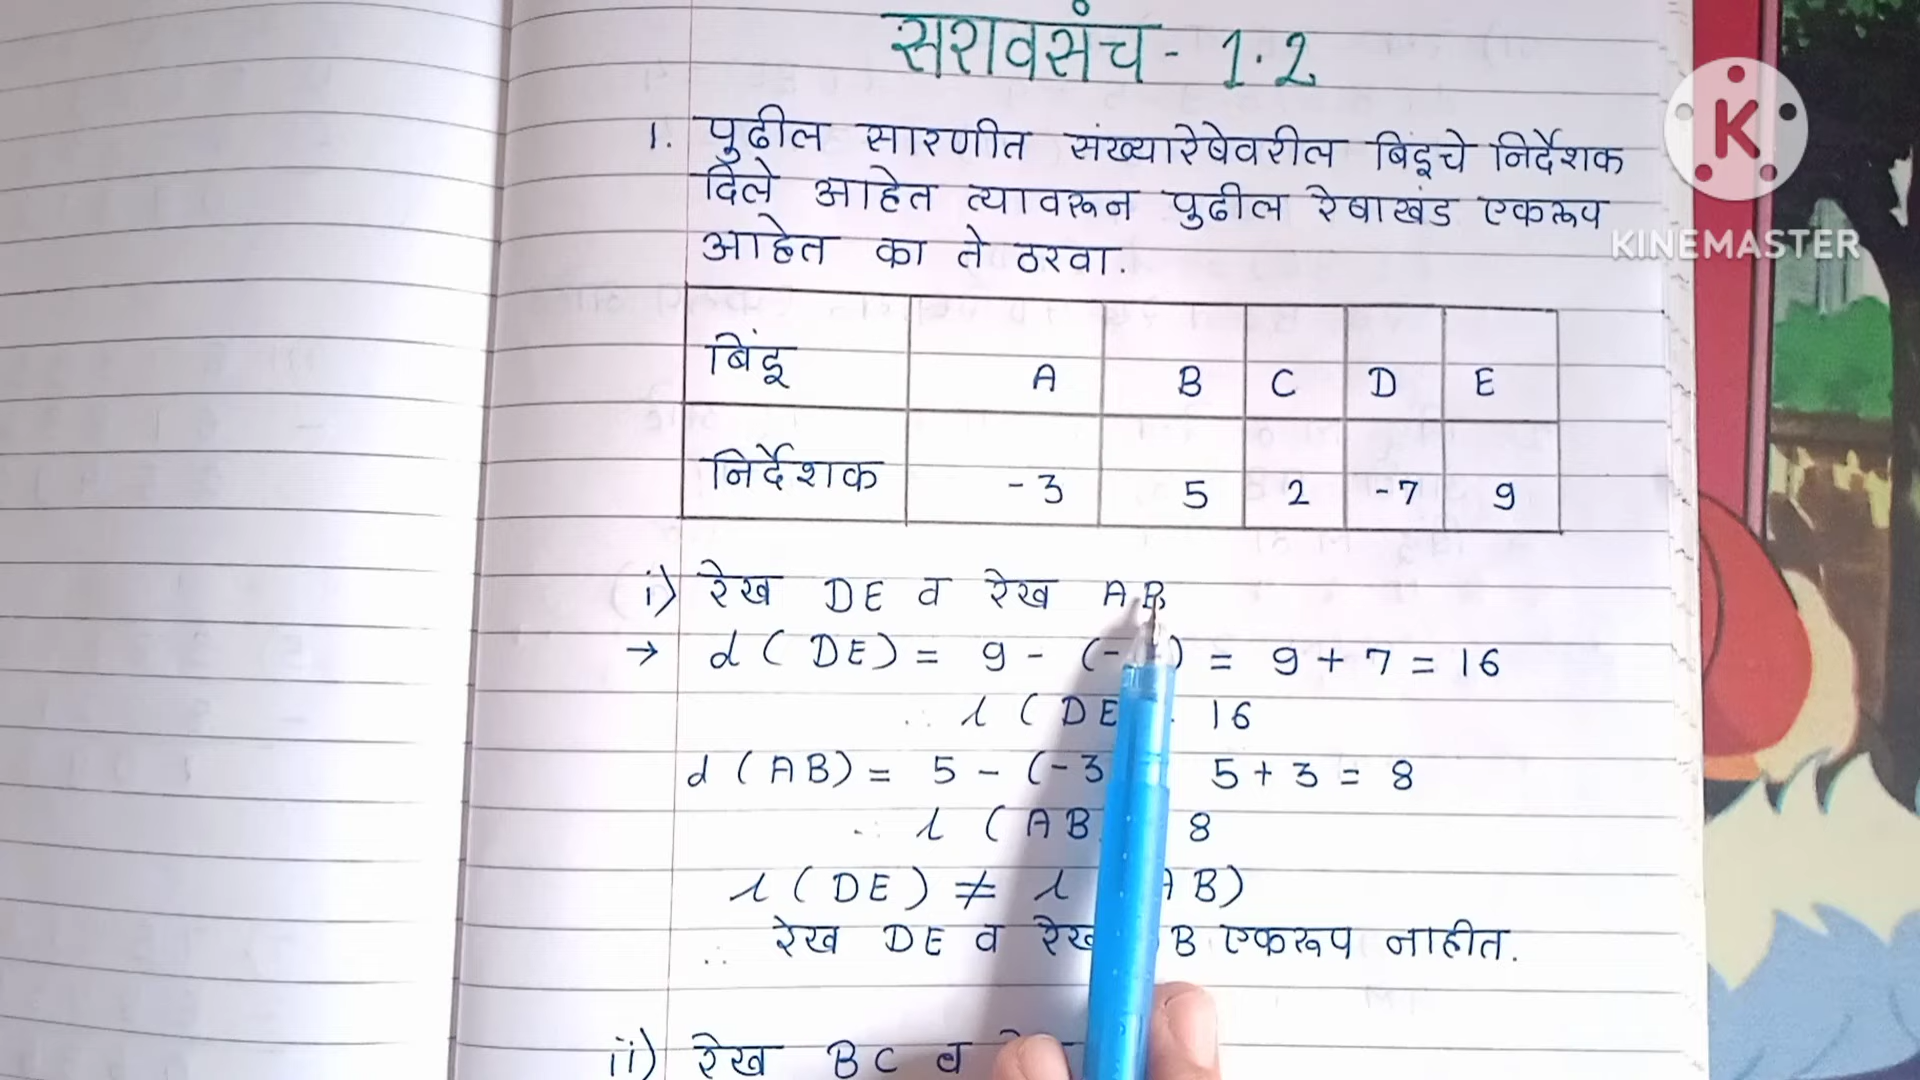 सरावसंच - 1.2
1. पुढील सारणीत संख्यारेषेवरील बिंदूंचे निर्देशक
दिले आहेत त्यावरून पुढील रेषाखंड एकरूप
आहेत का ते ठरवा.
बिंदू A B C D E
निर्देशक -3 5 2 -7 9
i) रेख DE व रेख AB
→ d ( DE ) = 9 - (- ) = 9 + 7 = 16
∴ l ( DE 16
d ( AB ) = 5 - ( -3 5 + 3 = 8
∴ l ( AB 8
l ( DE ) ≠ l AB )
∴ रेख DE व रेख B एकरूप नाहीत.
ii) रेख BC व
K
KINEMASTER